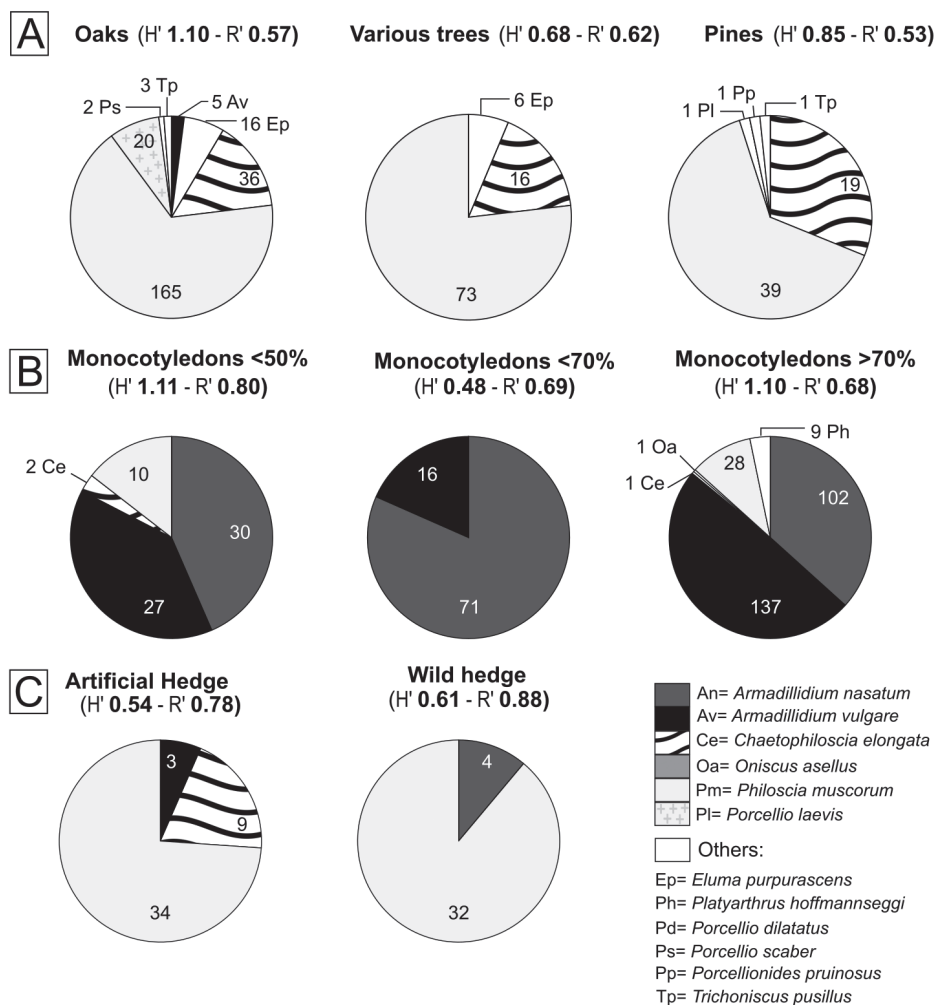 A
Oaks (H' 1.10 - R' 0.57)
Various trees (H' 0.68 - R' 0.62)
Pines (H' 0.85 - R' 0.53)
3 Tp
2 Ps
5 Av
16 Ep
20
36
165
6 Ep
16
73
1 Pp
1 Pl
1 Tp
19
39
B
Monocotyledons <50%
(H' 1.11 - R' 0.80)
Monocotyledons <70%
(H' 0.48 - R' 0.69)
Monocotyledons >70%
(H' 1.10 - R' 0.68)
2 Ce
10
30
27
16
71
1 Oa
1 Ce
28
9 Ph
102
137
C
Artificial Hedge
(H' 0.54 - R' 0.78)
Wild hedge
(H' 0.61 - R' 0.88)
3
9
34
4
32
An= Armadillidium nasatum
Av= Armadillidium vulgare
Ce= Chaetophiloscia elongata
Oa= Oniscus asellus
Pm= Philoscia muscorum
Pl= Porcellio laevis
Others:
Ep= Eluma purpurascens
Ph= Platyarthrus hoffmannseggi
Pd= Porcellio dilatatus
Ps= Porcellio scaber
Pp= Porcellionides pruinosus
Tp= Trichoniscus pusillus